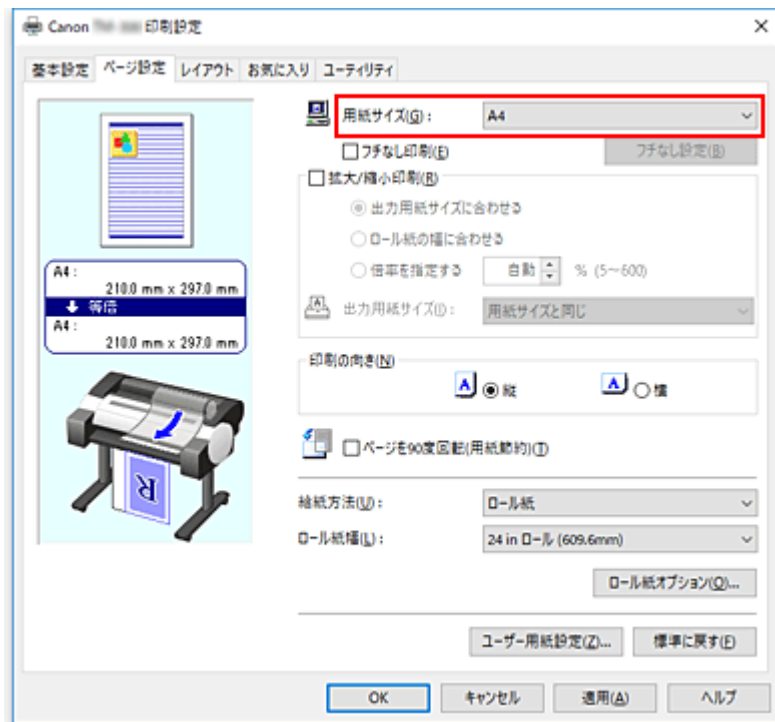 Canon 印刷設定
基本設定 ページ設定 レイアウト お気に入り ユーティリティ
用紙サイズ(G): A4
フチなし印刷(E) フチなし設定(B)
拡大/縮小印刷(R)
出力用紙サイズに合わせる
ロール紙の幅に合わせる
倍率を指定する 自動 % (5~600)
出力用紙サイズ(I): 用紙サイズと同じ
A4 :
210.0 mm x 297.0 mm
等倍
A4 :
210.0 mm x 297.0 mm
印刷の向き(N)
A 縦 A 横
ページを90度回転(用紙節約)(T)
R
給紙方法(U): ロール紙
ロール紙幅(L): 24 in ロール (609.6mm)
ロール紙オプション(O)...
ユーザー用紙設定(Z)... 標準に戻す(F)
OK キャンセル 適用(A) ヘルプ